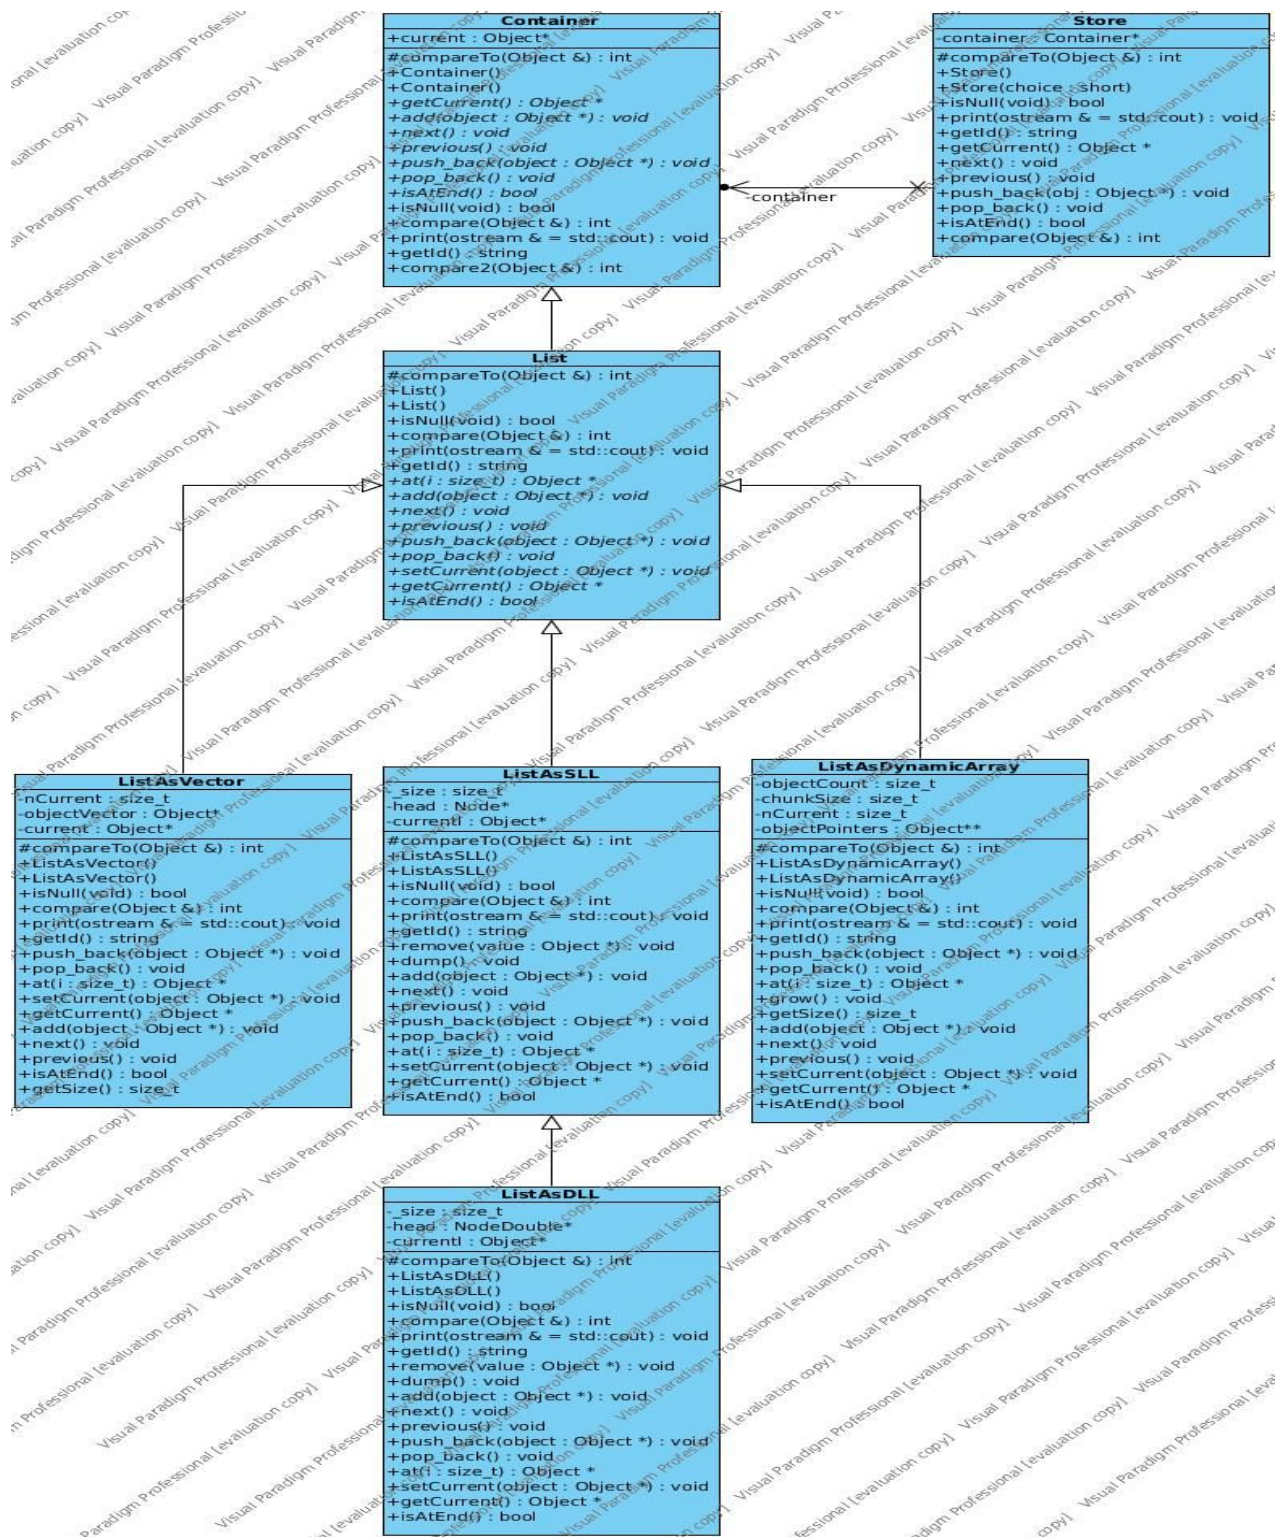 Container
+current : Object*
#compareTo(Object &) : int
+Container()
+Container()
+getCurrent() : Object *
+add(object : Object *) : void
+next() : void
+previous() : void
+push_back(object : Object *) : void
+pop_back() : void
+isAtEnd() : bool
+isNull(void) : bool
+compare(Object &) : int
+print(ostream & = std::cout) : void
+getId() : string
+compare2(Object &) : int
Store
-container : Container*
#compareTo(Object &) : int
+Store()
+Store(choice : short)
+isNull(void) : bool
+print(ostream & = std::cout) : void
+getId() : string
+getCurrent() : Object *
+next() : void
+previous() : void
+push_back(obj : Object *) : void
+pop_back() : void
+isAtEnd() : bool
+compare(Object &) : int
-container
List
#compareTo(Object &) : int
+List()
+List()
+isNull(void) : bool
+compare(Object &) : int
+print(ostream & = std::cout) : void
+getId() : string
+at(i : size_t) : Object *
+add(object : Object *) : void
+next() : void
+previous() : void
+push_back(object : Object *) : void
+pop_back() : void
+setCurrent(object : Object *) : void
+getCurrent() : Object *
+isAtEnd() : bool
ListAsVector
-nCurrent : size_t
-objectVector : Object*
-current : Object*
#compareTo(Object &) : int
+ListAsVector()
+ListAsVector()
+isNull(void) : bool
+compare(Object &) : int
+print(ostream & = std::cout) : void
+getId() : string
+push_back(object : Object *) : void
+pop_back() : void
+at(i : size_t) : Object *
+setCurrent(object : Object *) : void
+getCurrent() : Object *
+add(object : Object *) : void
+next() : void
+previous() : void
+isAtEnd() : bool
+getSize() : size_t
ListAsSLL
-_size : size_t
-head : Node*
-currentl : Object*
#compareTo(Object &) : int
+ListAsSLL()
+ListAsSLL()
+isNull(void) : bool
+compare(Object &) : int
+print(ostream & = std::cout) : void
+getId() : string
+remove(value : Object *) : void
+dump() : void
+add(object : Object *) : void
+next() : void
+previous() : void
+push_back(object : Object *) : void
+pop_back() : void
+at(i : size_t) : Object *
+setCurrent(object : Object *) : void
+getCurrent() : Object *
+isAtEnd() : bool
ListAsDynamicArray
-objectCount : size_t
-chunkSize : size_t
-nCurrent : size_t
-objectPointers : Object**
#compareTo(Object &) : int
+ListAsDynamicArray()
+ListAsDynamicArray()
+isNull(void) : bool
+compare(Object &) : int
+print(ostream & = std::cout) : void
+getId() : string
+push_back(object : Object *) : void
+pop_back() : void
+at(i : size_t) : Object *
+grow() : void
+getSize() : size_t
+add(object : Object *) : void
+next() : void
+previous() : void
+setCurrent(object : Object *) : void
+getCurrent() : Object *
+isAtEnd() : bool
ListAsDLL
-_size : size_t
-head : NodeDouble*
-currentl : Object*
#compareTo(Object &) : int
+ListAsDLL()
+ListAsDLL()
+isNull(void) : bool
+compare(Object &) : int
+print(ostream & = std::cout) : void
+getId() : string
+remove(value : Object *) : void
+dump() : void
+add(object : Object *) : void
+next() : void
+previous() : void
+push_back(object : Object *) : void
+pop_back() : void
+at(i : size_t) : Object *
+setCurrent(object : Object *) : void
+getCurrent() : Object *
+isAtEnd() : bool
Visual Paradigm Professional [evaluation copy]